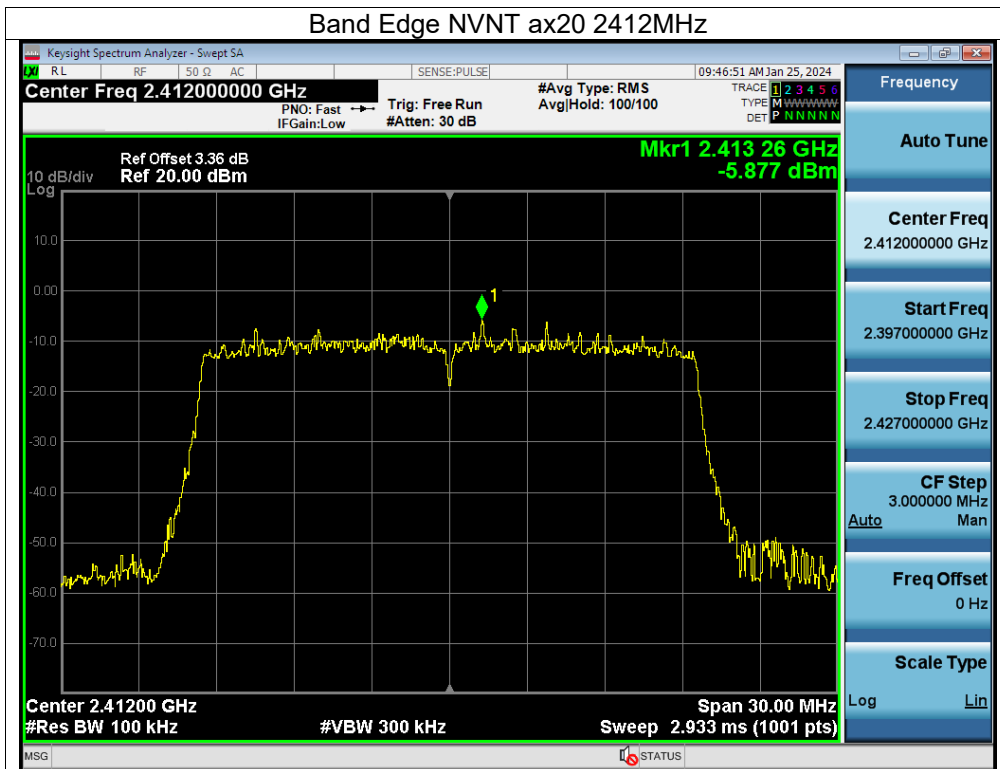 Band Edge NVNT ax20 2412MHz
Keysight Spectrum Analyzer - Swept SA
LXI RL RF 50 Ω AC SENSE:PULSE 09:46:51 AM Jan 25, 2024
Center Freq 2.412000000 GHz
PNO: Fast
IFGain:Low
Trig: Free Run
#Atten: 30 dB
#Avg Type: RMS
Avg|Hold: 100/100
TRACE 1 2 3 4 5 6
TYPE M WWWWW
DET P N N N N N
Mkr1 2.413 26 GHz
-5.877 dBm
Ref Offset 3.36 dB
10 dB/div Ref 20.00 dBm
Log
10.0
0.00
-10.0
-20.0
-30.0
-40.0
-50.0
-60.0
-70.0
1
Center 2.41200 GHz Span 30.00 MHz
#Res BW 100 kHz #VBW 300 kHz Sweep 2.933 ms (1001 pts)
MSG STATUS
Frequency
Auto Tune
Center Freq
2.412000000 GHz
Start Freq
2.397000000 GHz
Stop Freq
2.427000000 GHz
CF Step
3.000000 MHz
Auto Man
Freq Offset
0 Hz
Scale Type
Log Lin